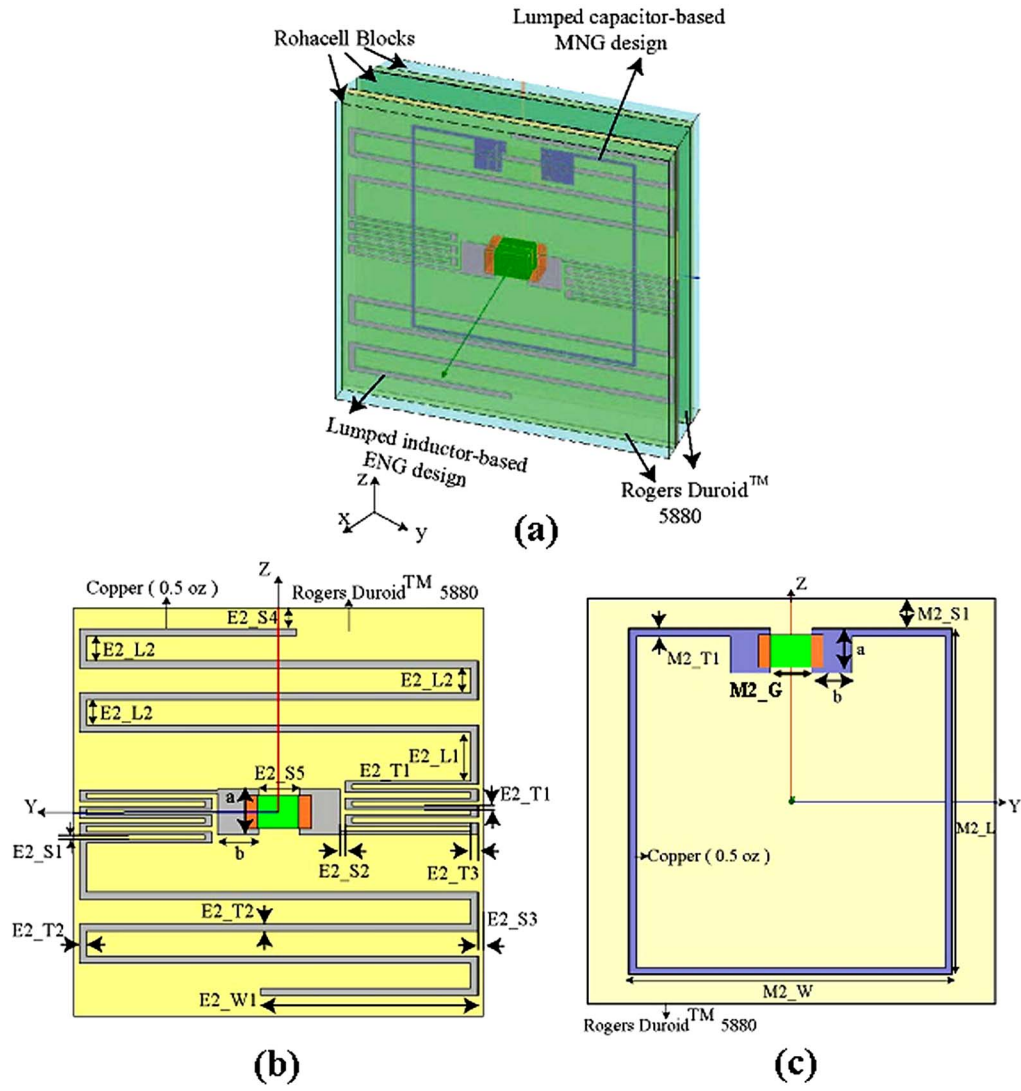 Lumped capacitor-based
MNG design
Rohacell Blocks
Lumped inductor-based
ENG design
Rogers Duroid™
5880
Z
x
y
(a)
Copper ( 0.5 oz )
Z
Rogers Duroid™ 5880
E2_S4
E2_L2
E2_L2
E2_L2
E2_L1
E2_S5
E2_T1
E2_T1
a
Y
b
E2_S1
E2_S2
E2_T3
E2_T2
E2_T2
E2_S3
E2_W1
(b)
Z
M2_S1
M2_T1
a
M2_G
b
Y
M2_L
Copper ( 0.5 oz )
M2_W
Rogers Duroid™ 5880
(c)